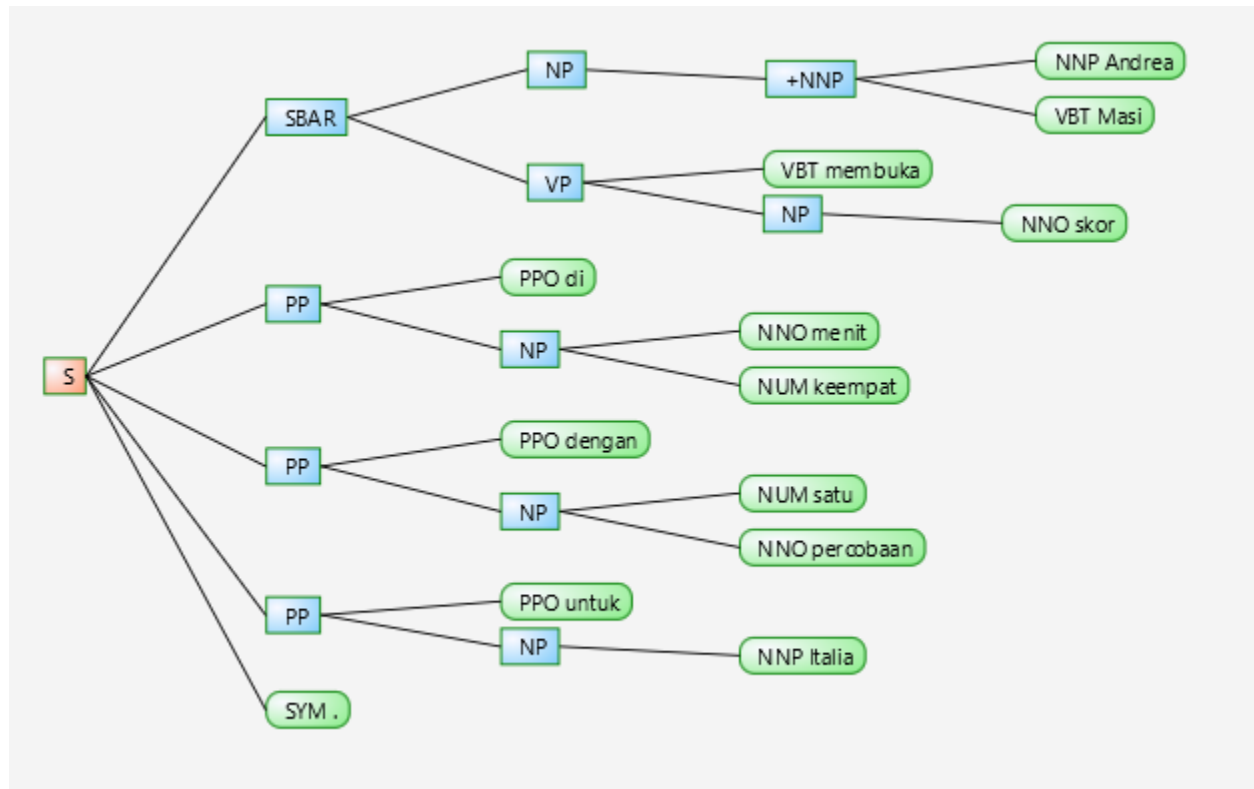 NP
+NNP
NNP Andrea
VBT Masi
SBAR
VP
VBT membuka
NP
NNO skor
PP
PPO di
NP
NNO menit
NUM keempat
S
PP
PPO dengan
NP
NUM satu
NNO percobaan
PP
PPO untuk
NP
NNP Italia
SYM .